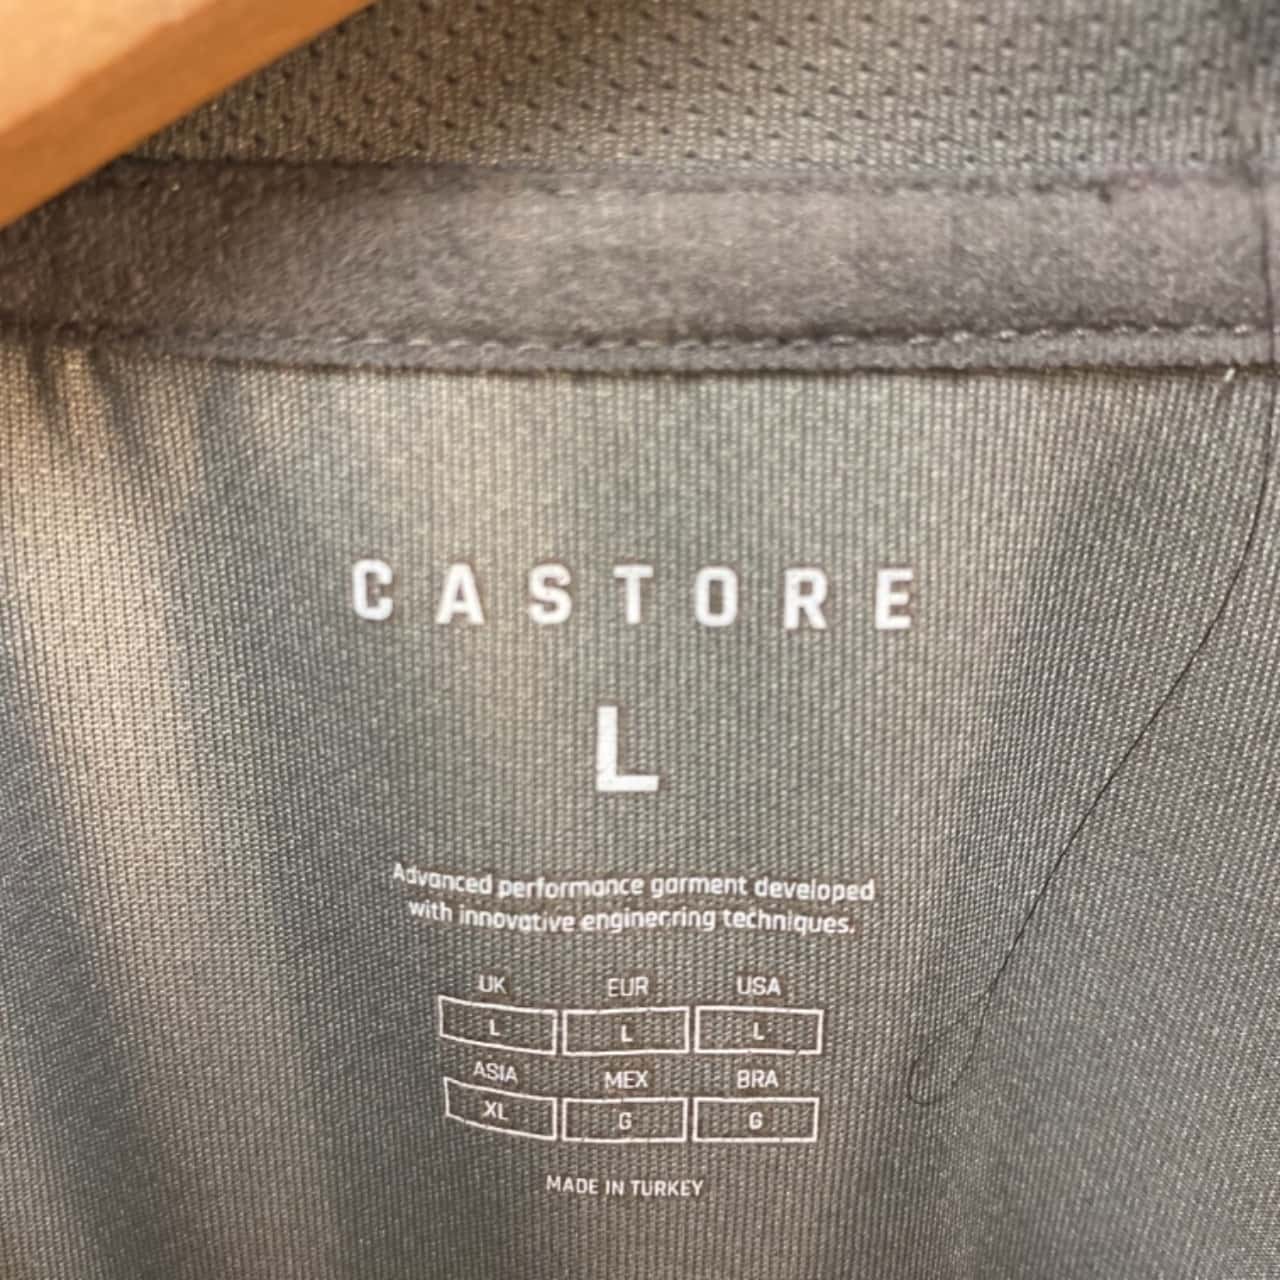 CASTORE
L
Advanced performance garment developed
with innovative engineering techniques.
UK EUR USA
L L L
ASIA MEX BRA
XL G G
MADE IN TURKEY